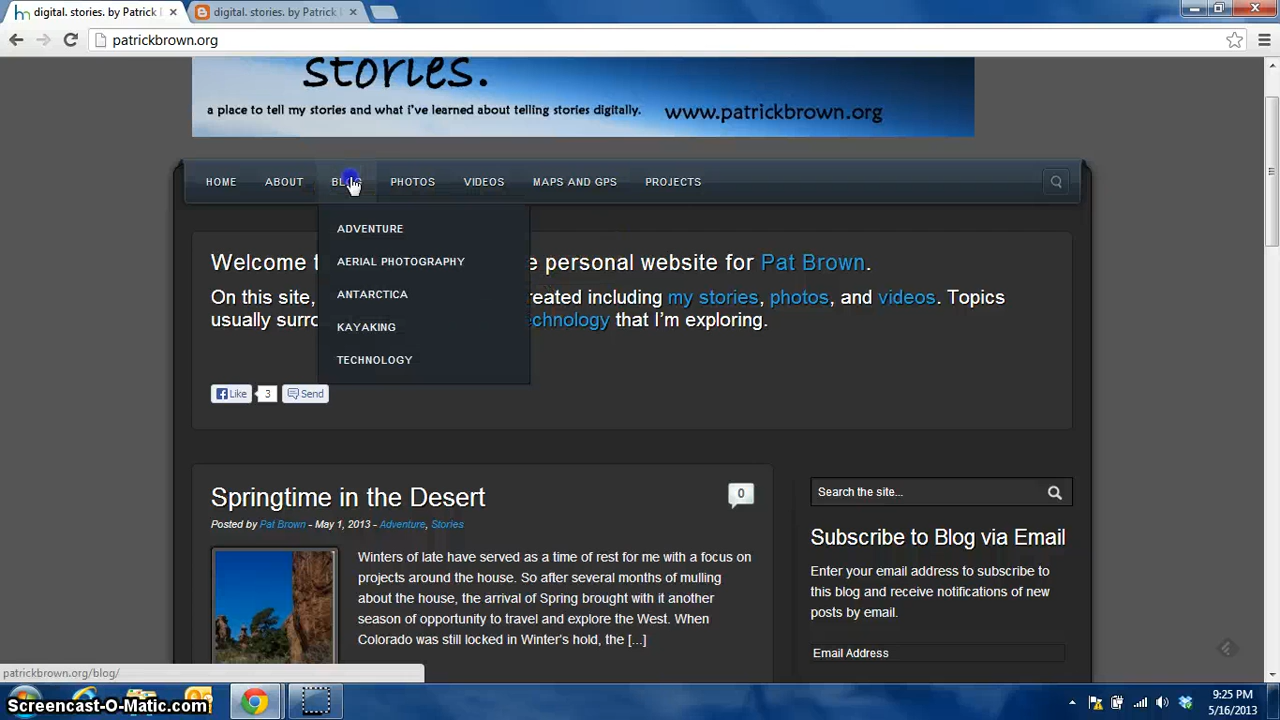 digital. stories. by Patrick
digital. stories. by Patrick
patrickbrown.org
stories.
a place to tell my stories and what i've learned about telling stories digitally.
www.patrickbrown.org
HOME ABOUT BLOG PHOTOS VIDEOS MAPS AND GPS PROJECTS
ADVENTURE
AERIAL PHOTOGRAPHY
ANTARCTICA
KAYAKING
TECHNOLOGY
Welcome t e personal website for Pat Brown.
On this site, reated including my stories, photos, and videos. Topics
usually surro echnology that I'm exploring.
Like 3 Send
Springtime in the Desert
0
Posted by Pat Brown - May 1, 2013 - Adventure, Stories
Winters of late have served as a time of rest for me with a focus on
projects around the house. So after several months of mulling
about the house, the arrival of Spring brought with it another
season of opportunity to travel and explore the West. When
Colorado was still locked in Winter's hold, the [...]
Search the site...
Subscribe to Blog via Email
Enter your email address to subscribe to
this blog and receive notifications of new
posts by email.
Email Address
patrickbrown.org/blog/
Screencast-O-Matic.com
9:25 PM
5/16/2013